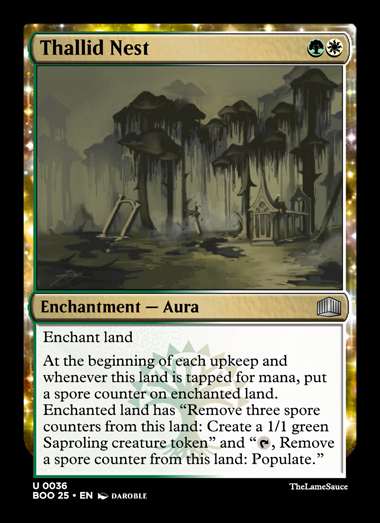 Thallid Nest
Enchantment — Aura
Enchant land
At the beginning of each upkeep and
whenever this land is tapped for mana, put
a spore counter on enchanted land.
Enchanted land has “Remove three spore
counters from this land: Create a 1/1 green
Saproling creature token” and “, Remove
a spore counter from this land: Populate.”
U 0036
BOO 25 • EN DAROBLE
TheLameSauce